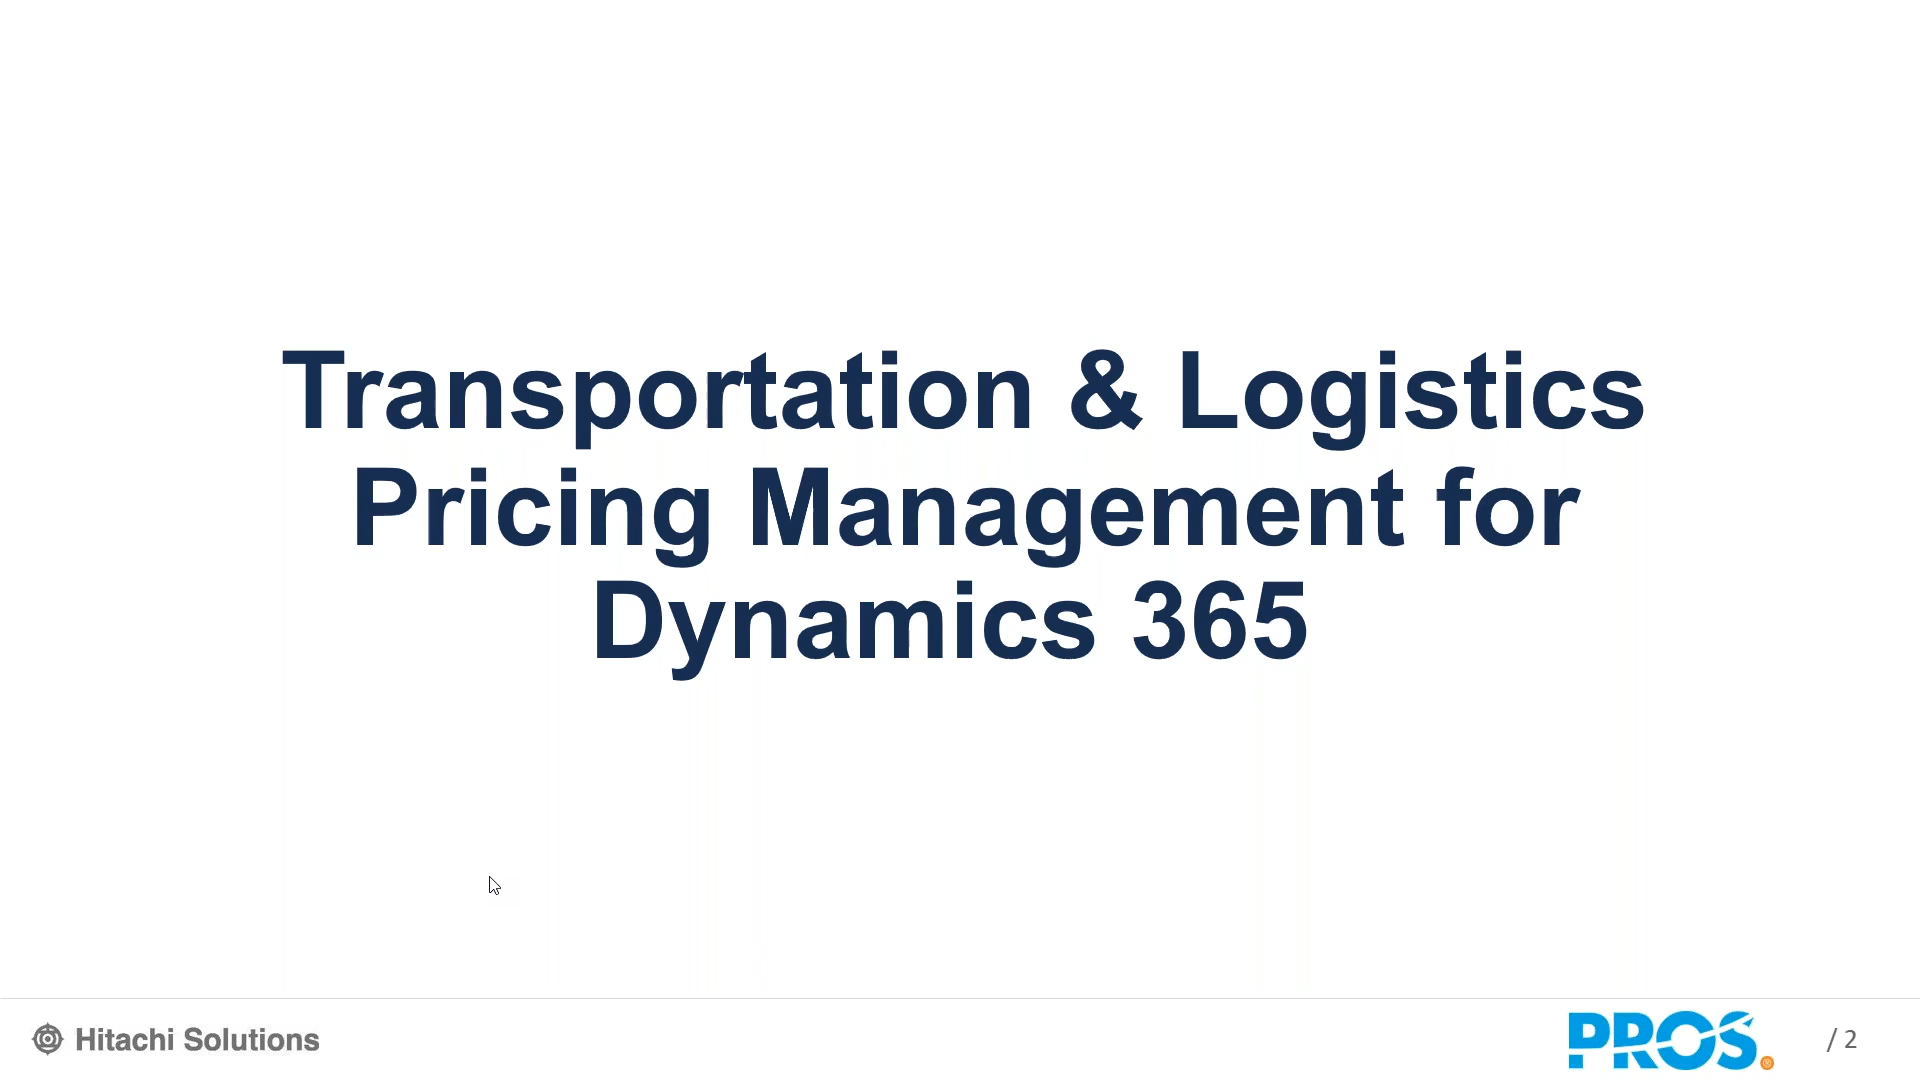 Transportation & Logistics
Pricing Management for
Dynamics 365
Hitachi Solutions
PROS
/ 2